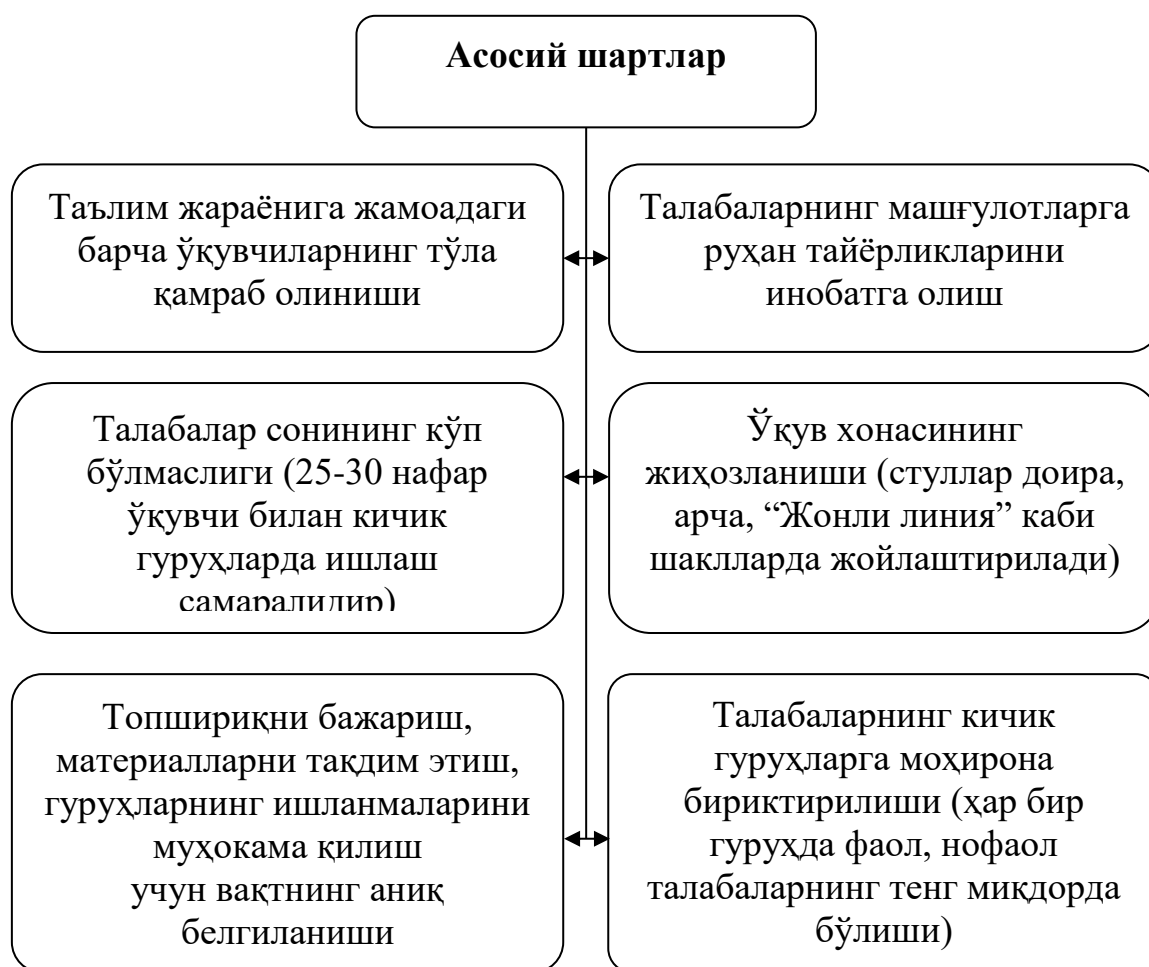 Асосий шартлар
Таълим жараёнига жамоадаги
барча ўқувчиларнинг тўла
қамраб олиниши
Талабаларнинг машғулотларга
руҳан тайёрликларини
инобатга олиш
Талабалар сонининг кўп
бўлмаслиги (25-30 нафар
ўқувчи билан кичик
гуруҳларда ишлаш
самаралидир)
Ўқув хонасининг
жиҳозланиши (стуллар доира,
арча, “Жонли линия” каби
шаклларда жойлаштирилади)
Топшириқни бажариш,
материалларни тақдим этиш,
гуруҳларнинг ишланмаларини
муҳокама қилиш
учун вақтнинг аниқ
белгиланиши
Талабаларнинг кичик
гуруҳларга моҳирона
бириктирилиши (ҳар бир
гуруҳда фаол, нофаол
талабаларнинг тенг миқдорда
бўлиши)